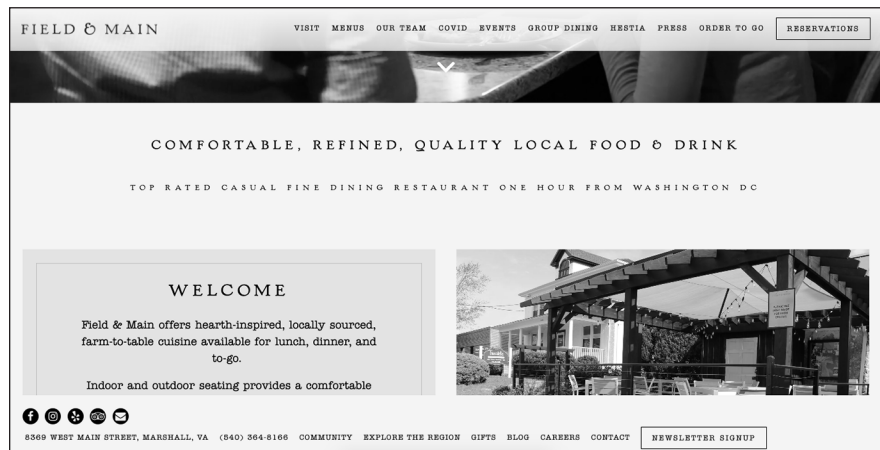 FIELD & MAIN
VISIT MENUS OUR TEAM COVID EVENTS GROUP DINING HESTIA PRESS ORDER TO GO RESERVATIONS
COMFORTABLE, REFINED, QUALITY LOCAL FOOD & DRINK
TOP RATED CASUAL FINE DINING RESTAURANT ONE HOUR FROM WASHINGTON DC
WELCOME
Field & Main offers hearth-inspired, locally sourced,
farm-to-table cuisine available for lunch, dinner, and
to-go.
Indoor and outdoor seating provides a comfortable
8369 WEST MAIN STREET, MARSHALL, VA (540) 364-8166 COMMUNITY EXPLORE THE REGION GIFTS BLOG CAREERS CONTACT NEWSLETTER SIGNUP